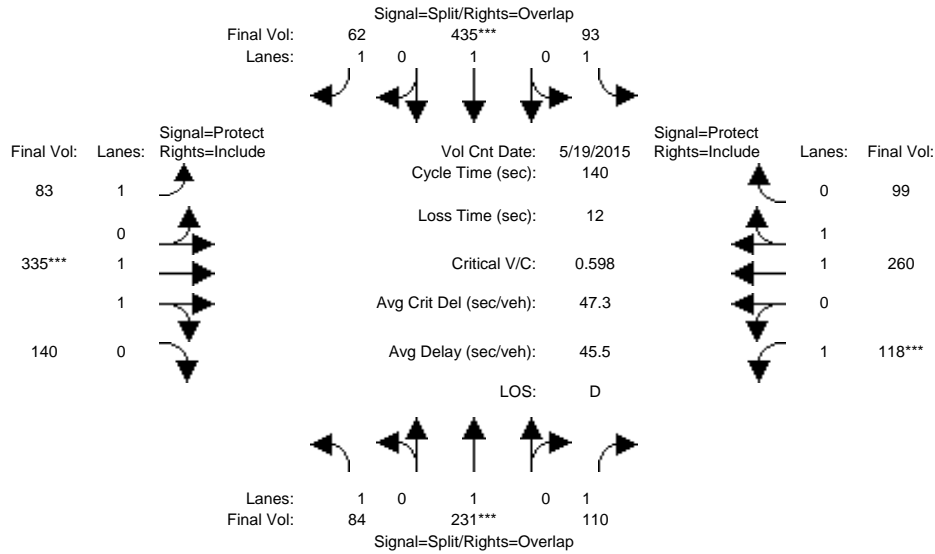 Signal=Split/Rights=Overlap
Final Vol: 62 435*** 93
Lanes: 1 0 1 0 1
Signal=Protect Signal=Protect
Final Vol: Lanes: Rights=Include Vol Cnt Date: 5/19/2015 Rights=Include Lanes: Final Vol:
Cycle Time (sec): 140
83 1 0 99
Loss Time (sec): 12
0 1
335*** 1 Critical V/C: 0.598 1 260
1 Avg Crit Del (sec/veh): 47.3 0
140 0 Avg Delay (sec/veh): 45.5 1 118***
LOS: D
Lanes: 1 0 1 0 1
Final Vol: 84 231*** 110
Signal=Split/Rights=Overlap